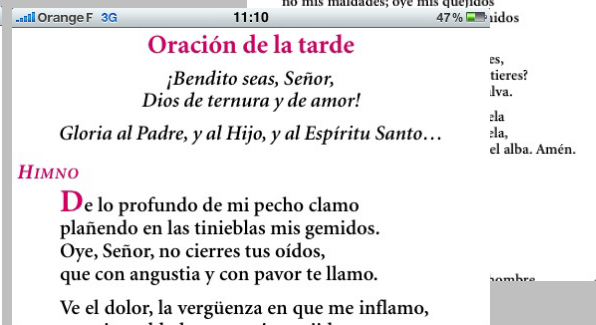 no mis maldades; oye mis quejidos
Orange F 3G 11:10 47%
Oración de la tarde
¡Bendito seas, Señor,
Dios de ternura y de amor!
Gloria al Padre, y al Hijo, y al Espíritu Santo…
HIMNO
De lo profundo de mi pecho clamo
plañendo en las tinieblas mis gemidos.
Oye, Señor, no cierres tus oídos,
que con angustia y con pavor te llamo.
Ve el dolor, la vergüenza en que me inflamo,
el alba. Amén.